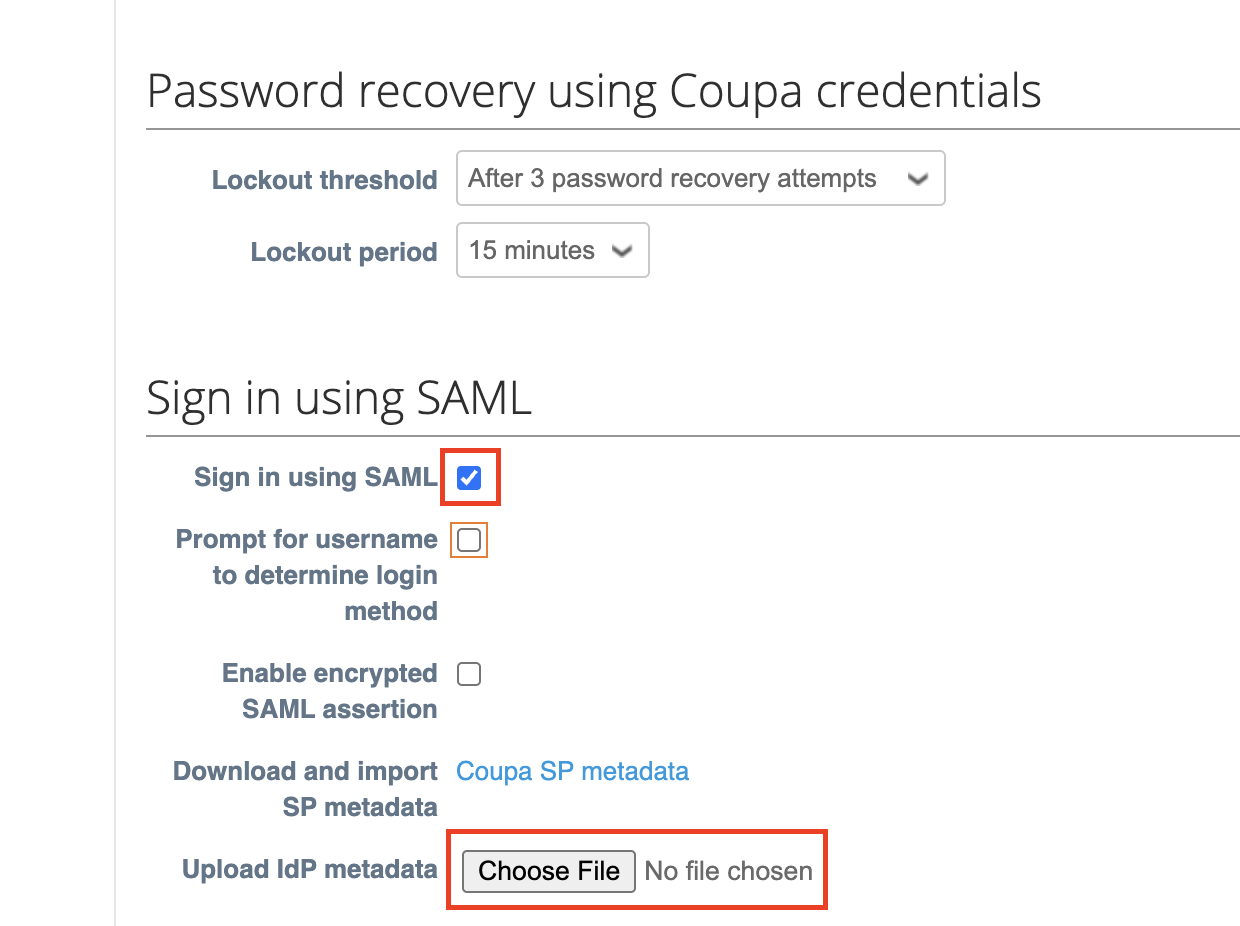 Password recovery using Coupa credentials
Lockout threshold After 3 password recovery attempts
Lockout period 15 minutes
Sign in using SAML
Sign in using SAML
Prompt for username
to determine login
method
Enable encrypted
SAML assertion
Download and import Coupa SP metadata
SP metadata
Upload IdP metadata Choose File No file chosen